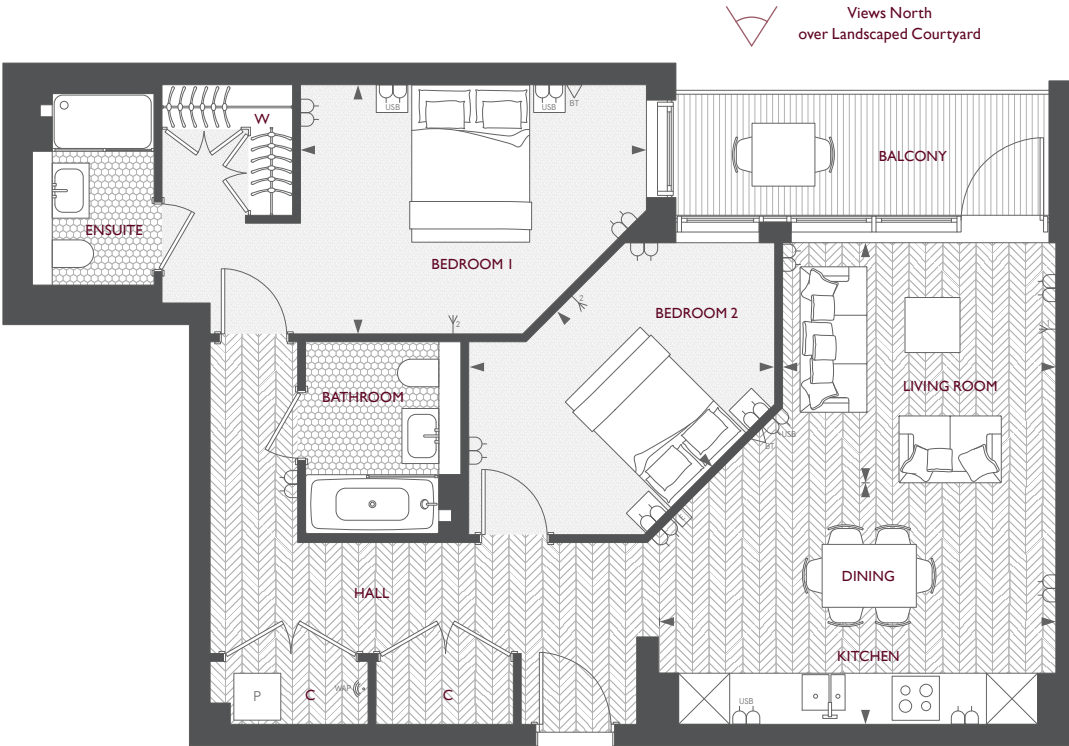 Views North
over Landscaped Courtyard
W
USB
USB
BT
BALCONY
ENSUITE
BEDROOM 1
2
2
BEDROOM 2
LIVING ROOM
BATHROOM
USB
BT
DINING
HALL
KITCHEN
P
C
WAP
C
USB